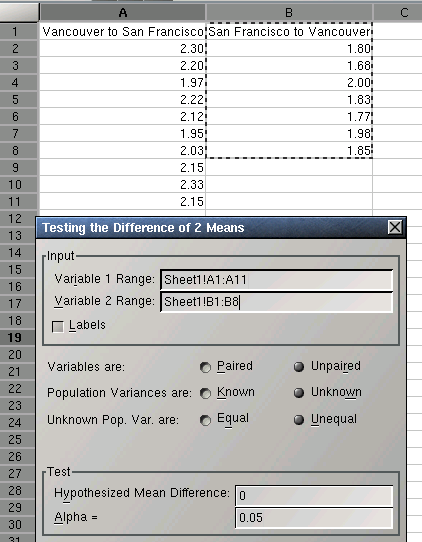 A B C
1 Vancouver to San Francisco San Francisco to Vancouver
2 2.30 1.80
3 2.20 1.68
4 1.97 2.00
5 2.22 1.83
6 2.12 1.77
7 1.95 1.98
8 2.03 1.85
9 2.15
10 2.33
11 2.15
12
13
14
15
16
17
18
19
20
21
22
23
24
25
26
27
28
29
30
31
Testing the Difference of 2 Means
Input
Variable 1 Range: Sheet1!A1:A11
Variable 2 Range: Sheet1!B1:B8
Labels
Variables are: Paired Unpaired
Population Variances are: Known Unknown
Unknown Pop. Var. are: Equal Unequal
Test
Hypothesized Mean Difference: 0
Alpha = 0.05